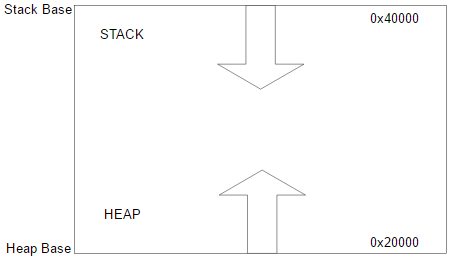 Stack Base
0x40000
STACK
HEAP
0x20000
Heap Base